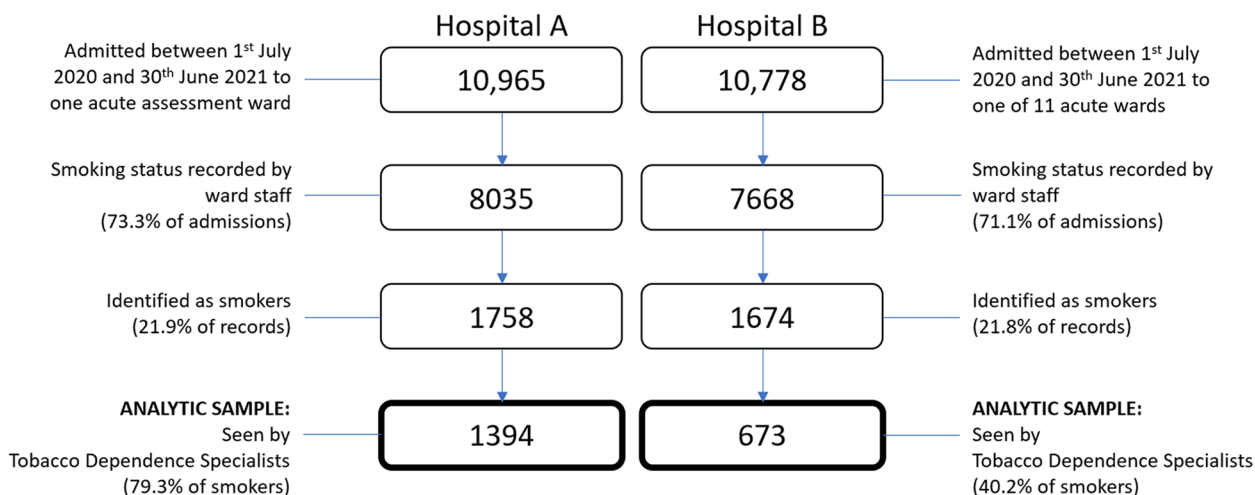 Hospital A
Hospital B
Admitted between 1st July
2020 and 30th June 2021 to
one acute assessment ward
10,965
10,778
Admitted between 1st July
2020 and 30th June 2021 to
one of 11 acute wards
Smoking status recorded by
ward staff
(73.3% of admissions)
8035
7668
Smoking status recorded by
ward staff
(71.1% of admissions)
Identified as smokers
(21.9% of records)
1758
1674
Identified as smokers
(21.8% of records)
ANALYTIC SAMPLE:
Seen by
Tobacco Dependence Specialists
(79.3% of smokers)
1394
673
ANALYTIC SAMPLE:
Seen by
Tobacco Dependence Specialists
(40.2% of smokers)